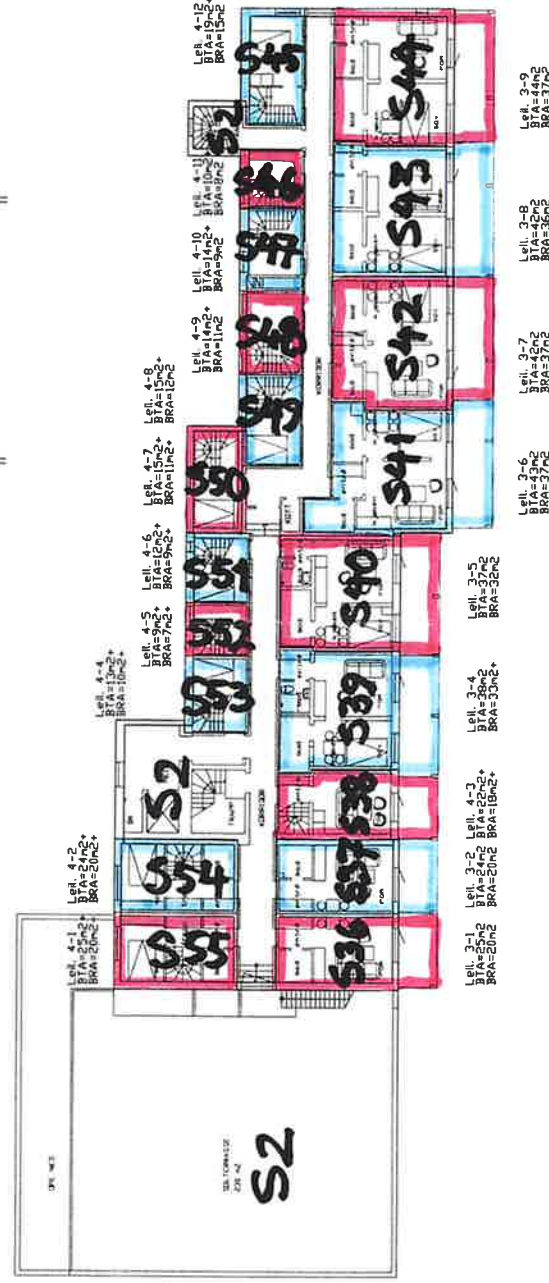 Leil. 4-1
BTA=25m2+
BRA=20m2+
Leil. 4-2
BTA=24m2+
BRA=20m2+
Leil. 4-4
BTA=13m2+
BRA=10m2+
Leil. 4-5
BTA=9m2+
BRA=7m2+
Leil. 4-6
BTA=12m2+
BRA=9m2+
Leil. 4-7
BTA=15m2+
BRA=11m2+
Leil. 4-8
BTA=15m2+
BRA=12m2+
Leil. 4-9
BTA=14m2+
BRA=11m2+
Leil. 4-10
BTA=14m2+
BRA=9m2
Leil. 4-11
BTA=10m2+
BRA=8m2
Leil. 4-12
BTA=19m2+
BRA=15m2
S55
S54
S2
S53
S52
S51
S50
S49
S48
S47
S46
S2
S45
TRAPP
KORRIDOR
KORRIDOR
S2
S36
S37
S38
S39
S40
S41
S42
S43
S44
Leil. 3-1
BTA=25m2
BRA=20m2
Leil. 3-2
BTA=24m2
BRA=20m2
Leil. 4-3
BTA=22m2+
BRA=18m2+
Leil. 3-4
BTA=38m2
BRA=33m2+
Leil. 3-5
BTA=37m2
BRA=32m2
Leil. 3-6
BTA=43m2
BRA=37m2
Leil. 3-7
BTA=42m2
BRA=37m2
Leil. 3-8
BTA=42m2
BRA=36m2
Leil. 3-9
BTA=44m2
BRA=37m2